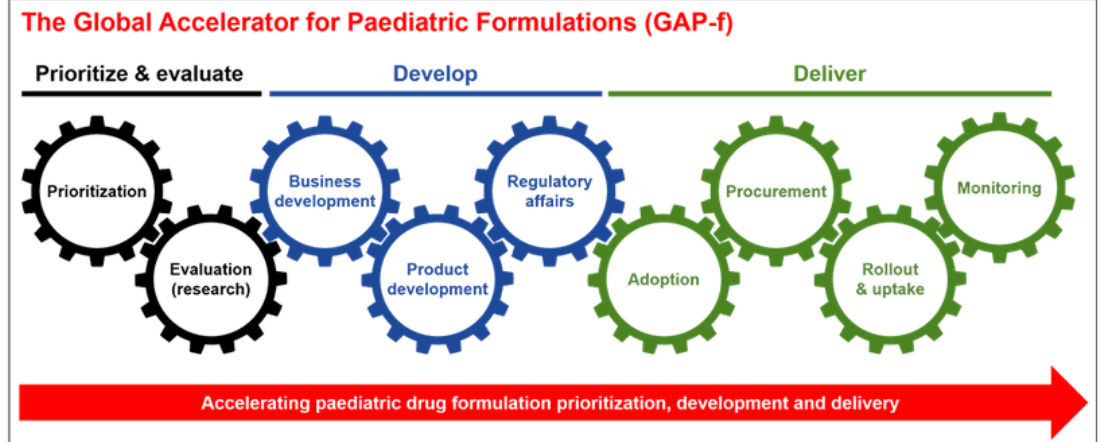 The Global Accelerator for Paediatric Formulations (GAP-f)
Prioritize & evaluate
Develop
Deliver
Prioritization
Evaluation
(research)
Business
development
Product
development
Regulatory
affairs
Adoption
Procurement
Rollout
& uptake
Monitoring
Accelerating paediatric drug formulation prioritization, development and delivery